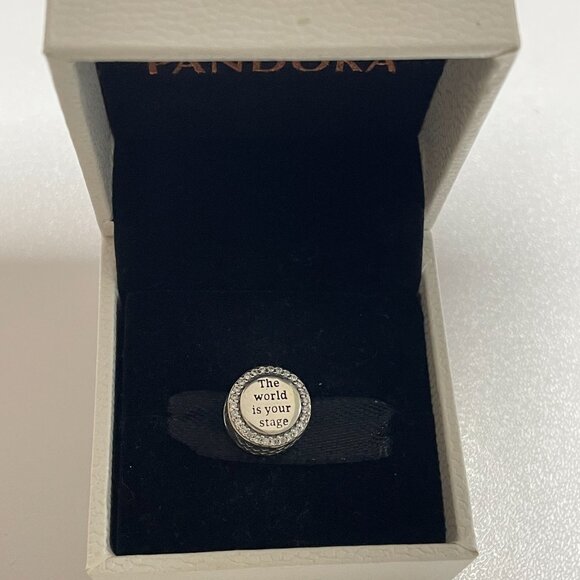 PANDORA
The
world
is your
stage